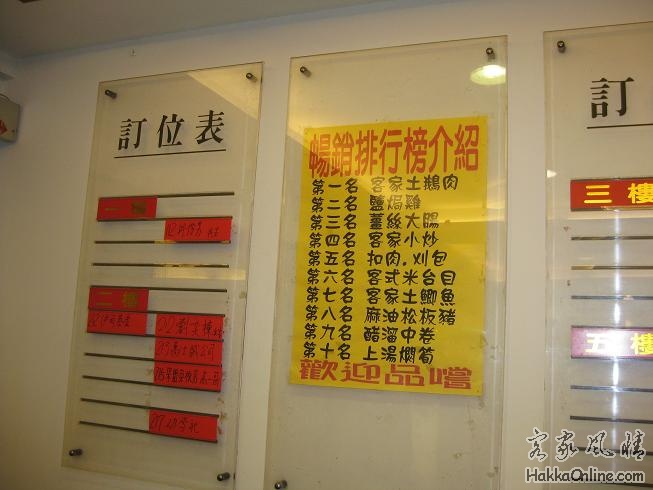 訂位表
一樓
二樓
暢銷排行榜介紹
第一名 客家土鵝肉
第二名 鹽焗雞
第三名 薑絲大腸
第四名 客家小炒
第五名 扣肉.刈包
第六名 客式米台目
第七名 客家土鯽魚
第八名 麻油松板豬
第九名 醋溜中卷
第十名 上湯櫚筍
歡迎品嚐
訂
三樓
五樓
客家風情
HakkaOnline.com